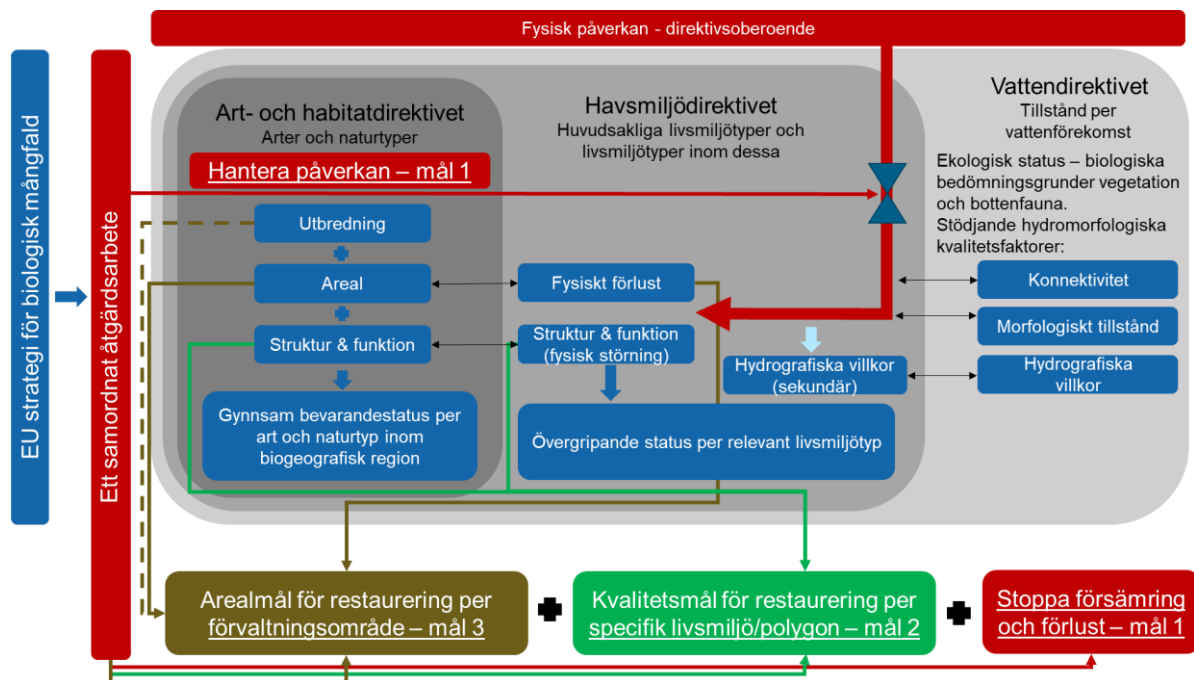 Fysisk påverkan - direktivsoberoende
EU strategi för biologisk mångfald
Ett samordnat åtgärdsarbete
Art- och habitatdirektivet
Arter och naturtyper
Hantera påverkan – mål 1
Utbredning
Areal
Struktur & funktion
Gynnsam bevarandestatus per
art och naturtyp inom
biogeografisk region
Havsmiljödirektivet
Huvudsakliga livsmiljötyper och
livsmiljötyper inom dessa
Fysiskt förlust
Struktur & funktion
(fysisk störning)
Hydrografiska villkor
(sekundär)
Övergripande status per relevant livsmiljötyp
Vattendirektivet
Tillstånd per
vattenförekomst
Ekologisk status – biologiska
bedömningsgrunder vegetation
och bottenfauna.
Stödjande hydromorfologiska
kvalitetsfaktorer:
Konnektivitet
Morfologiskt tillstånd
Hydrografiska
villkor
Arealmål för restaurering per
förvaltningsområde – mål 3
Kvalitetsmål för restaurering per
specifik livsmiljö/polygon – mål 2
Stoppa försämring
och förlust – mål 1